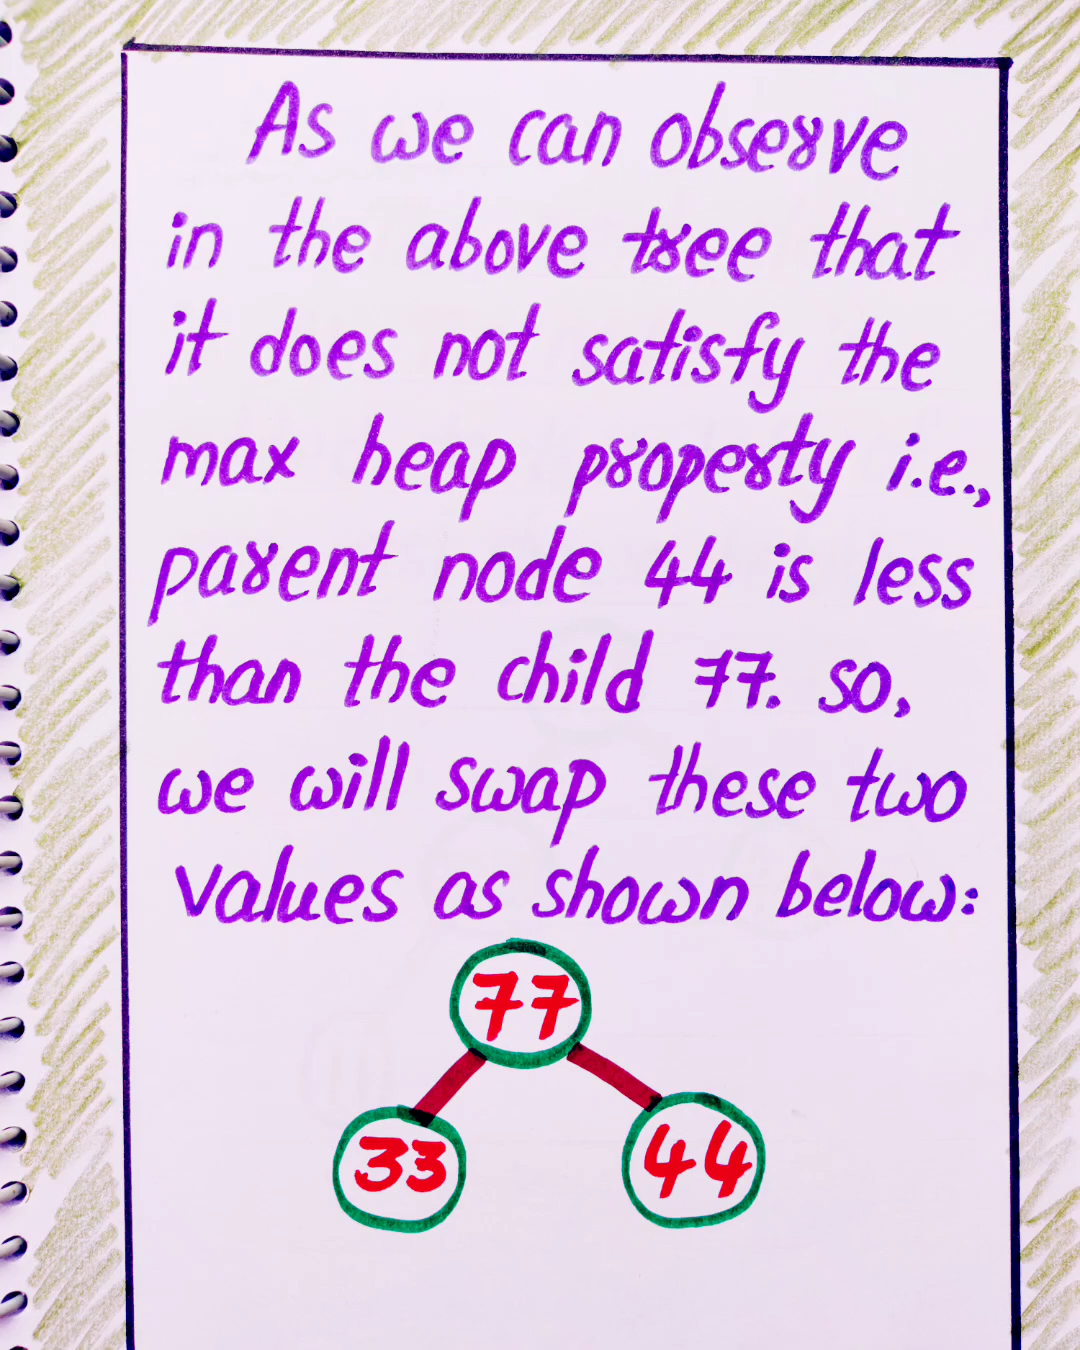 As we can observe
in the above tree that
it does not satisfy the
max heap property i.e.,
parent node 44 is less
than the child 77. so,
we will swap these two
values as shown below:
77
33 44